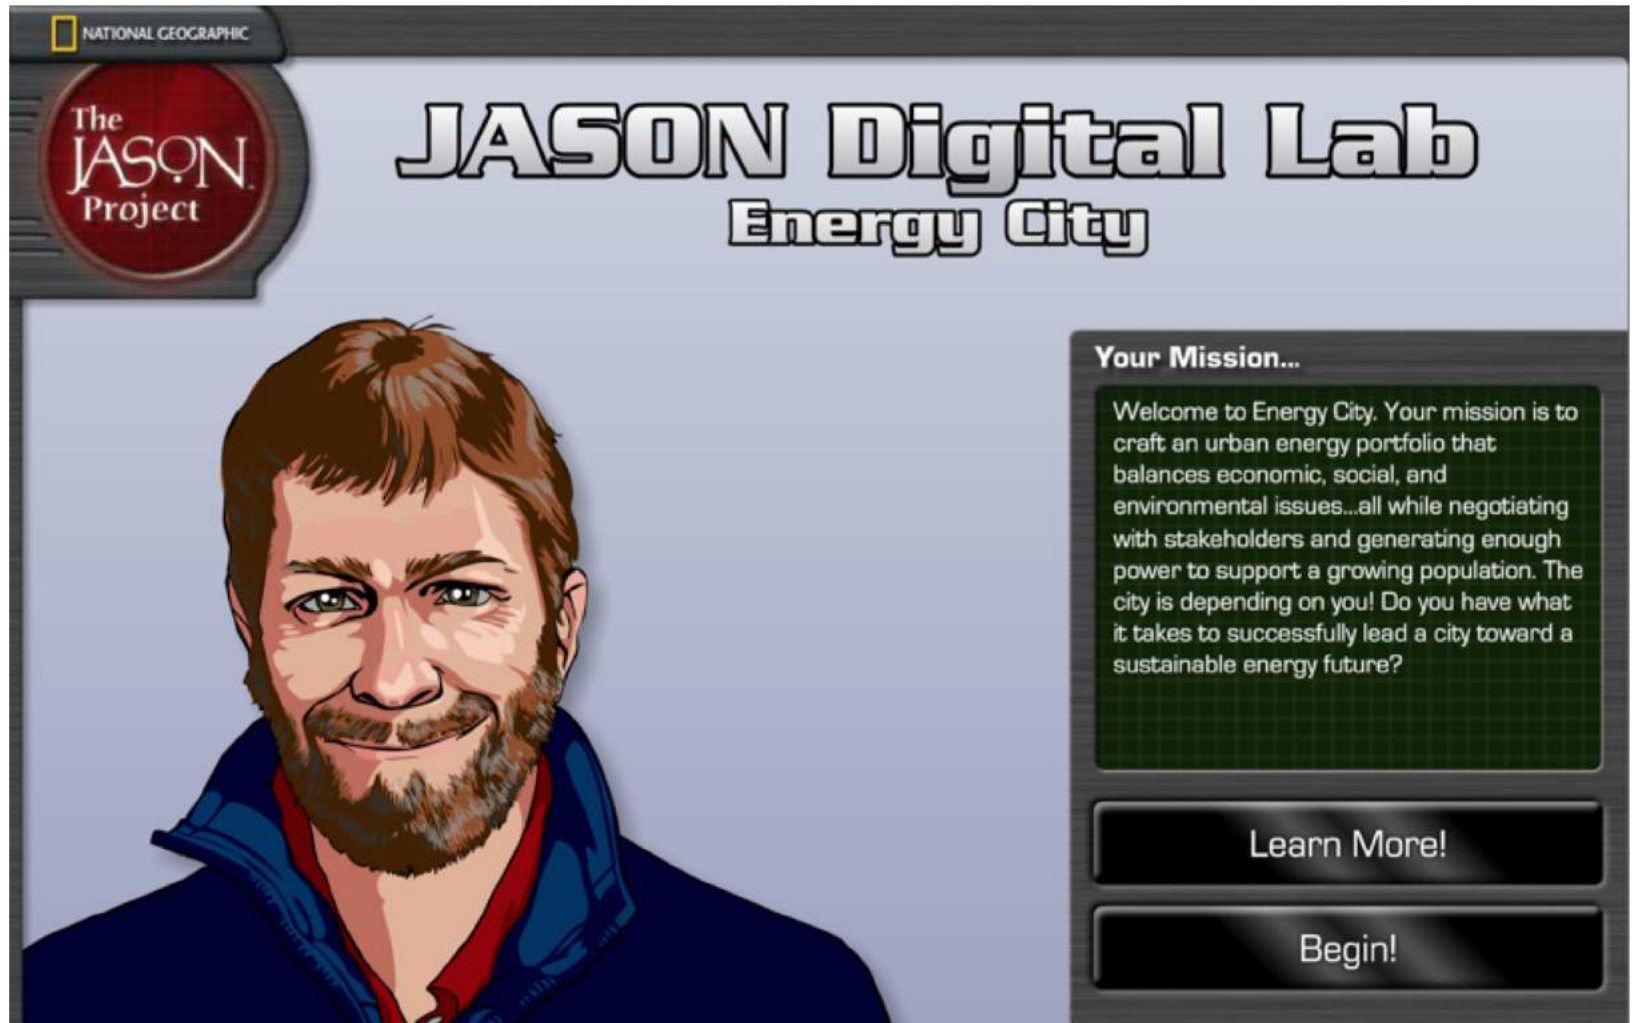 NATIONAL GEOGRAPHIC
The
JASON
Project
JASON Digital Lab
Energy City
Your Mission...
Welcome to Energy City. Your mission is to
craft an urban energy portfolio that
balances economic, social, and
environmental issues...all while negotiating
with stakeholders and generating enough
power to support a growing population. The
city is depending on you! Do you have what
it takes to successfully lead a city toward a
sustainable energy future?
Learn More!
Begin!